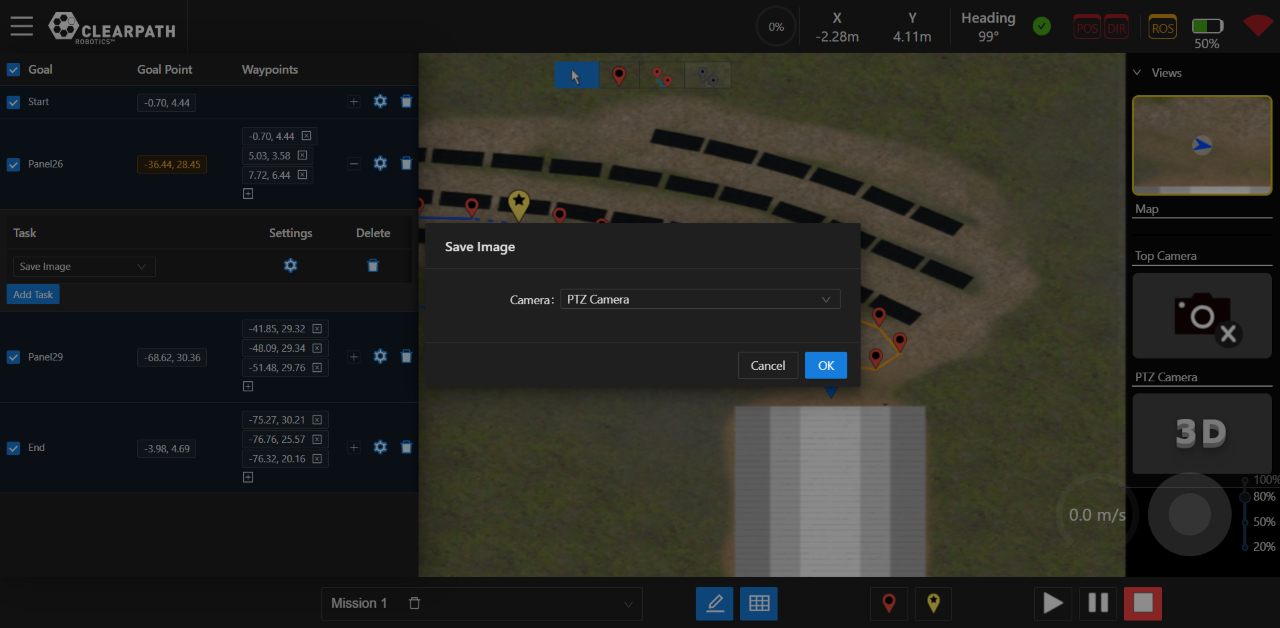 CLEARPATH
ROBOTICS™
0%
X
-2.28m
Y
4.11m
Heading
99°
POS
DIR
ROS
50%
Goal
Goal Point
Waypoints
Start
-0.70, 4.44
Panel26
-36.44, 28.45
-0.70, 4.44
5.03, 3.58
7.72, 6.44
Task
Settings
Delete
Save Image
Add Task
Panel29
-68.62, 30.36
-41.85, 29.32
-48.09, 29.34
-51.48, 29.76
End
-3.98, 4.69
-75.27, 30.21
-76.76, 25.57
-76.32, 20.16
Save Image
Camera:
PTZ Camera
Cancel
OK
Views
Map
Top Camera
PTZ Camera
3D
0.0 m/s
100%
80%
50%
20%
Mission 1